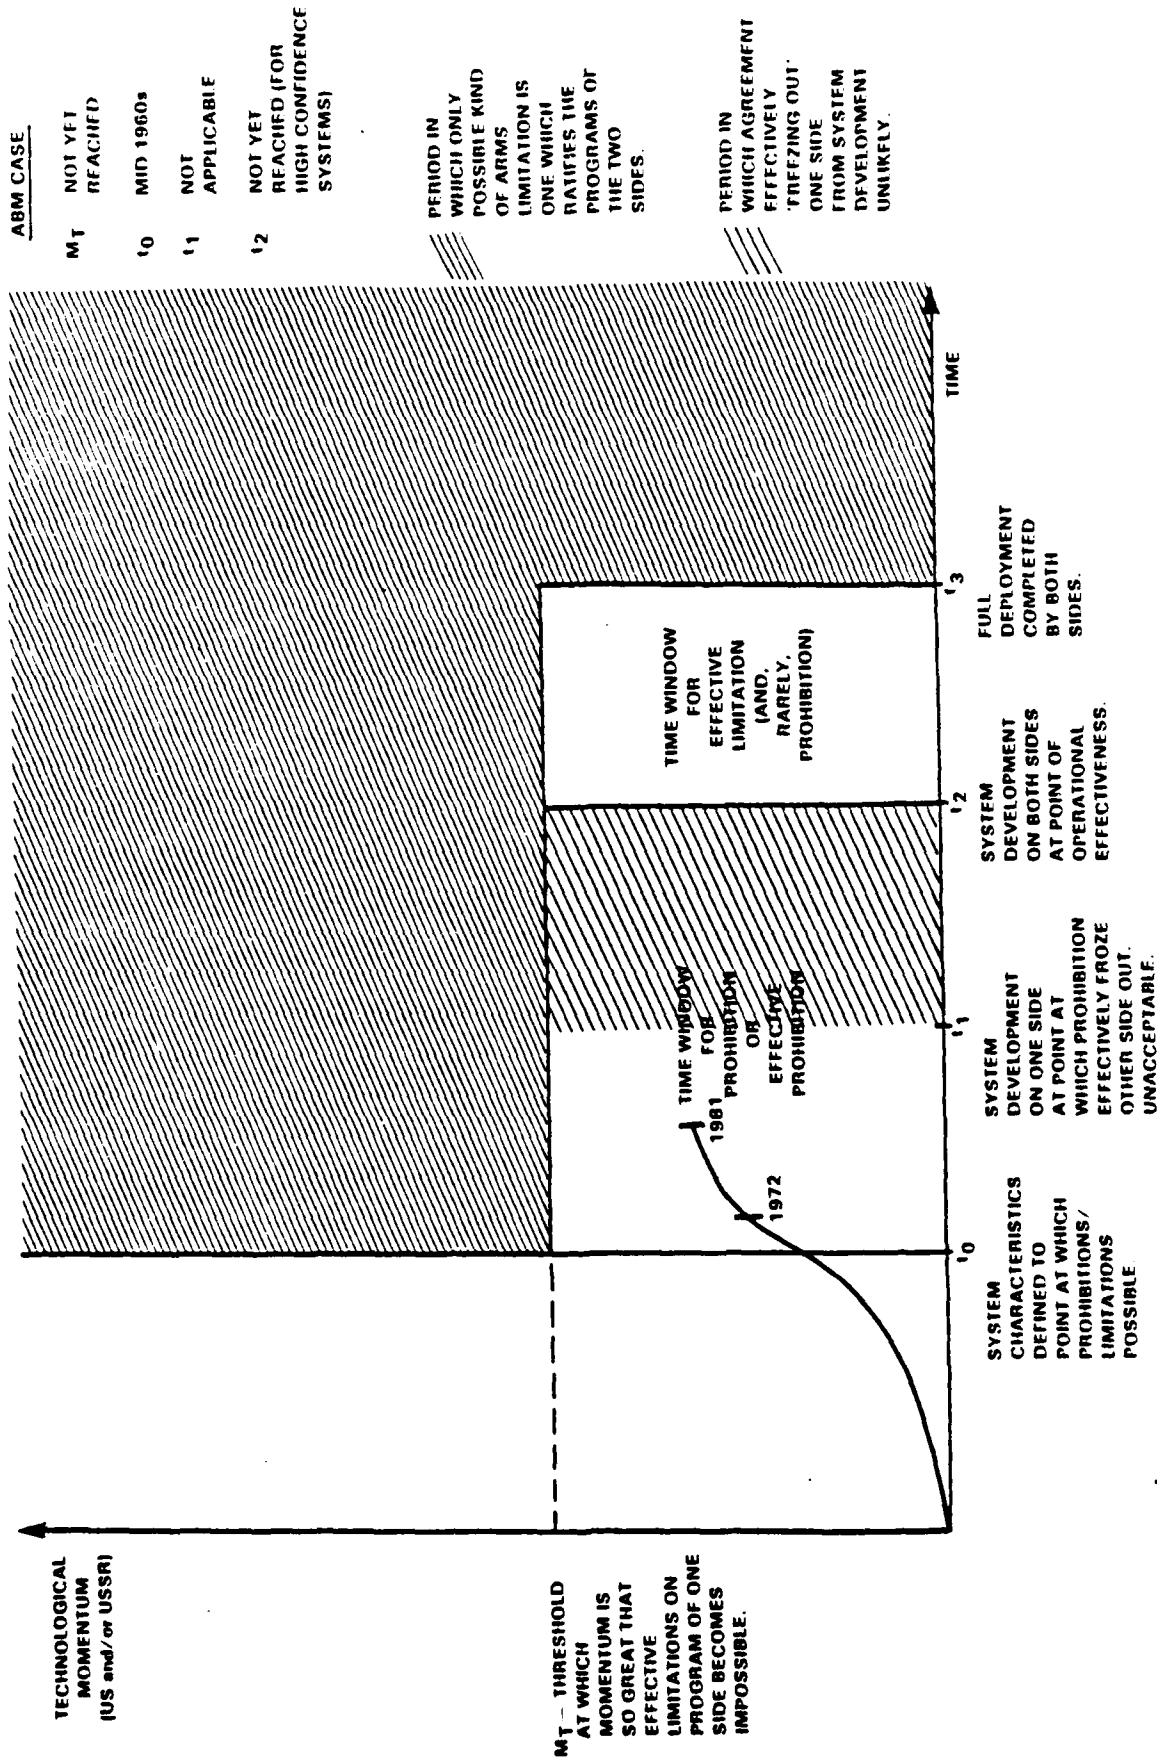 TECHNOLOGICAL
MOMENTUM
(US and/or USSR)
MT – THRESHOLD
AT WHICH
MOMENTUM IS
SO GREAT THAT
EFFECTIVE
LIMITATIONS ON
PROGRAM OF ONE
SIDE BECOMES
IMPOSSIBLE.
1972
1981
TIME WINDOW
FOR
PROHIBITION
OR
EFFECTIVE
PROHIBITION
TIME WINDOW
FOR
EFFECTIVE
LIMITATION
(AND,
RARELY,
PROHIBITION)
t0
t1
t2
t3
TIME
SYSTEM
CHARACTERISTICS
DEFINED TO
POINT AT WHICH
PROHIBITIONS/
LIMITATIONS
POSSIBLE
SYSTEM
DEVELOPMENT
ON ONE SIDE
AT POINT AT
WHICH PROHIBITION
EFFECTIVELY FROZE
OTHER SIDE OUT.
UNACCEPTABLE.
SYSTEM
DEVELOPMENT
ON BOTH SIDES
AT POINT OF
OPERATIONAL
EFFECTIVENESS.
FULL
DEPLOYMENT
COMPLETED
BY BOTH
SIDES.
ABM CASE
MT NOT YET
REACHED
t0 MID 1960s
t1 NOT
APPLICABLE
t2 NOT YET
REACHED (FOR
HIGH CONFIDENCE
SYSTEMS)
PERIOD IN
WHICH ONLY
POSSIBLE KIND
OF ARMS
LIMITATION IS
ONE WHICH
RATIFIES THE
PROGRAMS OF
THE TWO
SIDES.
PERIOD IN
WHICH AGREEMENT
EFFECTIVELY
'FREEZING OUT'
ONE SIDE
FROM SYSTEM
DEVELOPMENT
UNLIKELY.